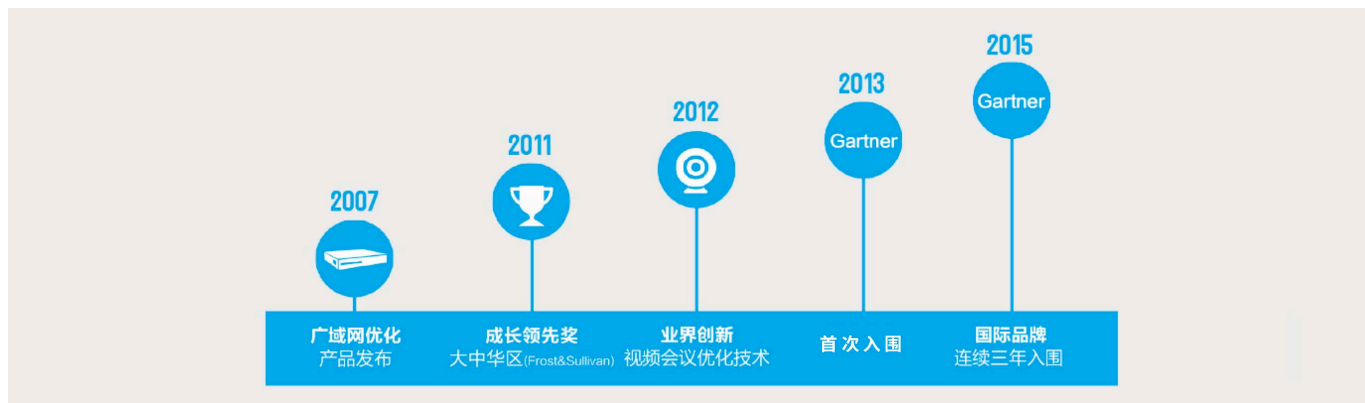 2007
广域网优化
产品发布
2011
成长领先奖
大中华区(Frost&Sullivan)
2012
业界创新
视频会议优化技术
2013
Gartner
首次入围
2015
Gartner
国际品牌
连续三年入围